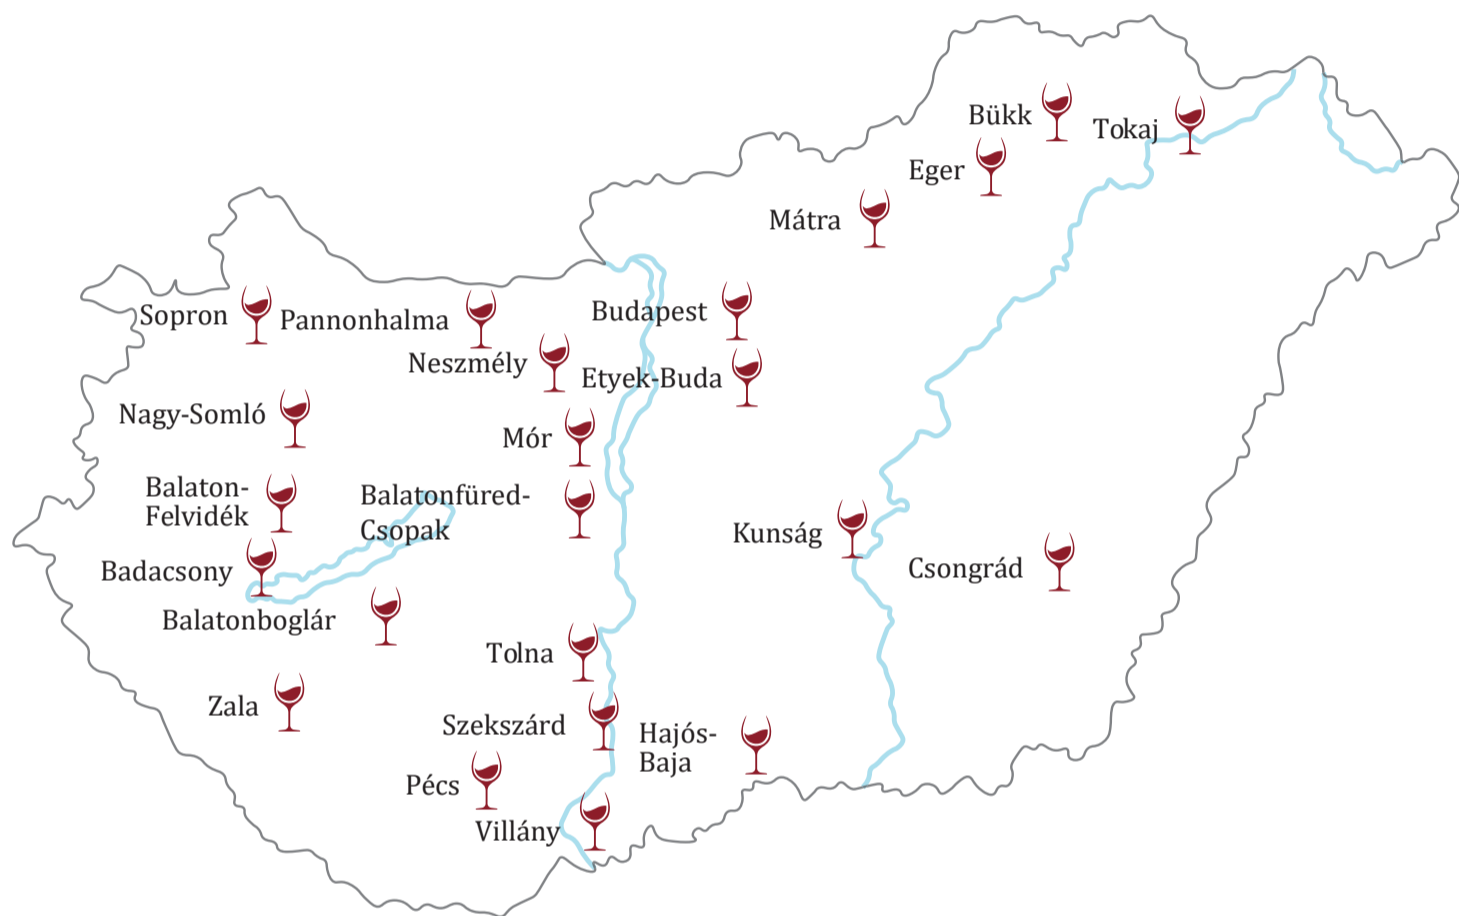 Bükk
Tokaj
Eger
Mátra
Sopron
Pannonhalma
Budapest
Neszmély
Etyek-Buda
Nagy-Somló
Mór
Balaton-
Felvidék
Balatonfüred-
Csopak
Kunság
Csongrád
Badacsony
Balatonboglár
Tolna
Zala
Szekszárd
Hajós-
Baja
Pécs
Villány